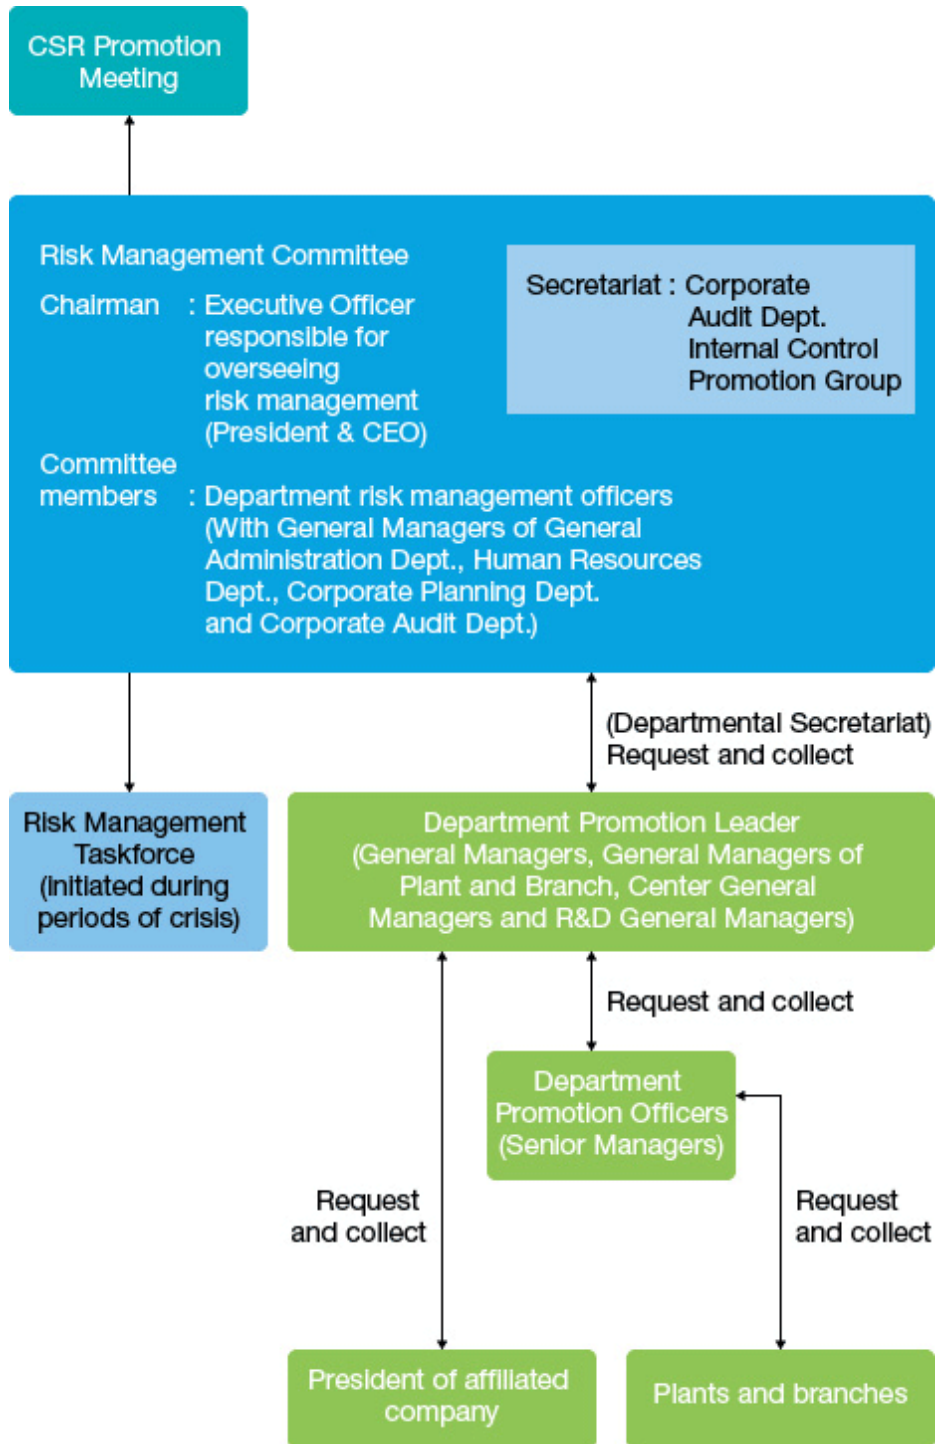 CSR Promotion
Meeting
Risk Management Committee
Chairman : Executive Officer
responsible for
overseeing
risk management
(President & CEO)
Secretariat : Corporate
Audit Dept.
Internal Control
Promotion Group
Committee
members : Department risk management officers
(With General Managers of General
Administration Dept., Human Resources
Dept., Corporate Planning Dept.
and Corporate Audit Dept.)
(Departmental Secretariat)
Request and collect
Risk Management
Taskforce
(initiated during
periods of crisis)
Department Promotion Leader
(General Managers, General Managers of
Plant and Branch, Center General
Managers and R&D General Managers)
Request and collect
Department
Promotion Officers
(Senior Managers)
Request
and collect
Request
and collect
President of affiliated
company
Plants and branches